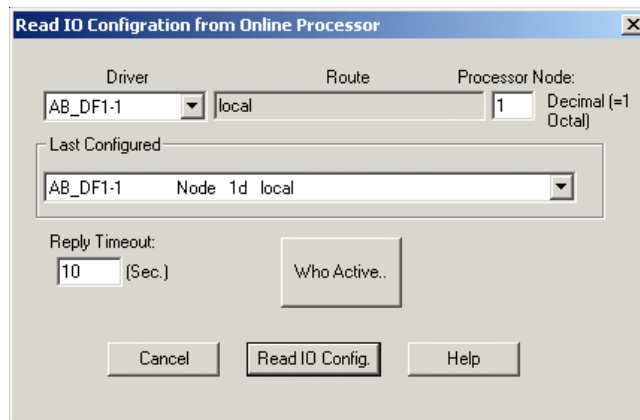 Read IO Configration from Online Processor
Driver Route Processor Node:
AB_DF1-1 local 1 Decimal (=1
Octal)
Last Configured
AB_DF1-1 Node 1d local
Reply Timeout:
10 (Sec.) Who Active..
Cancel Read IO Config. Help